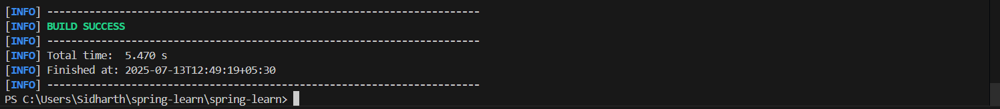 [INFO] ------------------------------------------------------------------------
[INFO] BUILD SUCCESS
[INFO] ------------------------------------------------------------------------
[INFO] Total time:  5.470 s
[INFO] Finished at: 2025-07-13T12:49:19+05:30
[INFO] ------------------------------------------------------------------------
PS C:\Users\Sidharth\spring-learn\spring-learn>